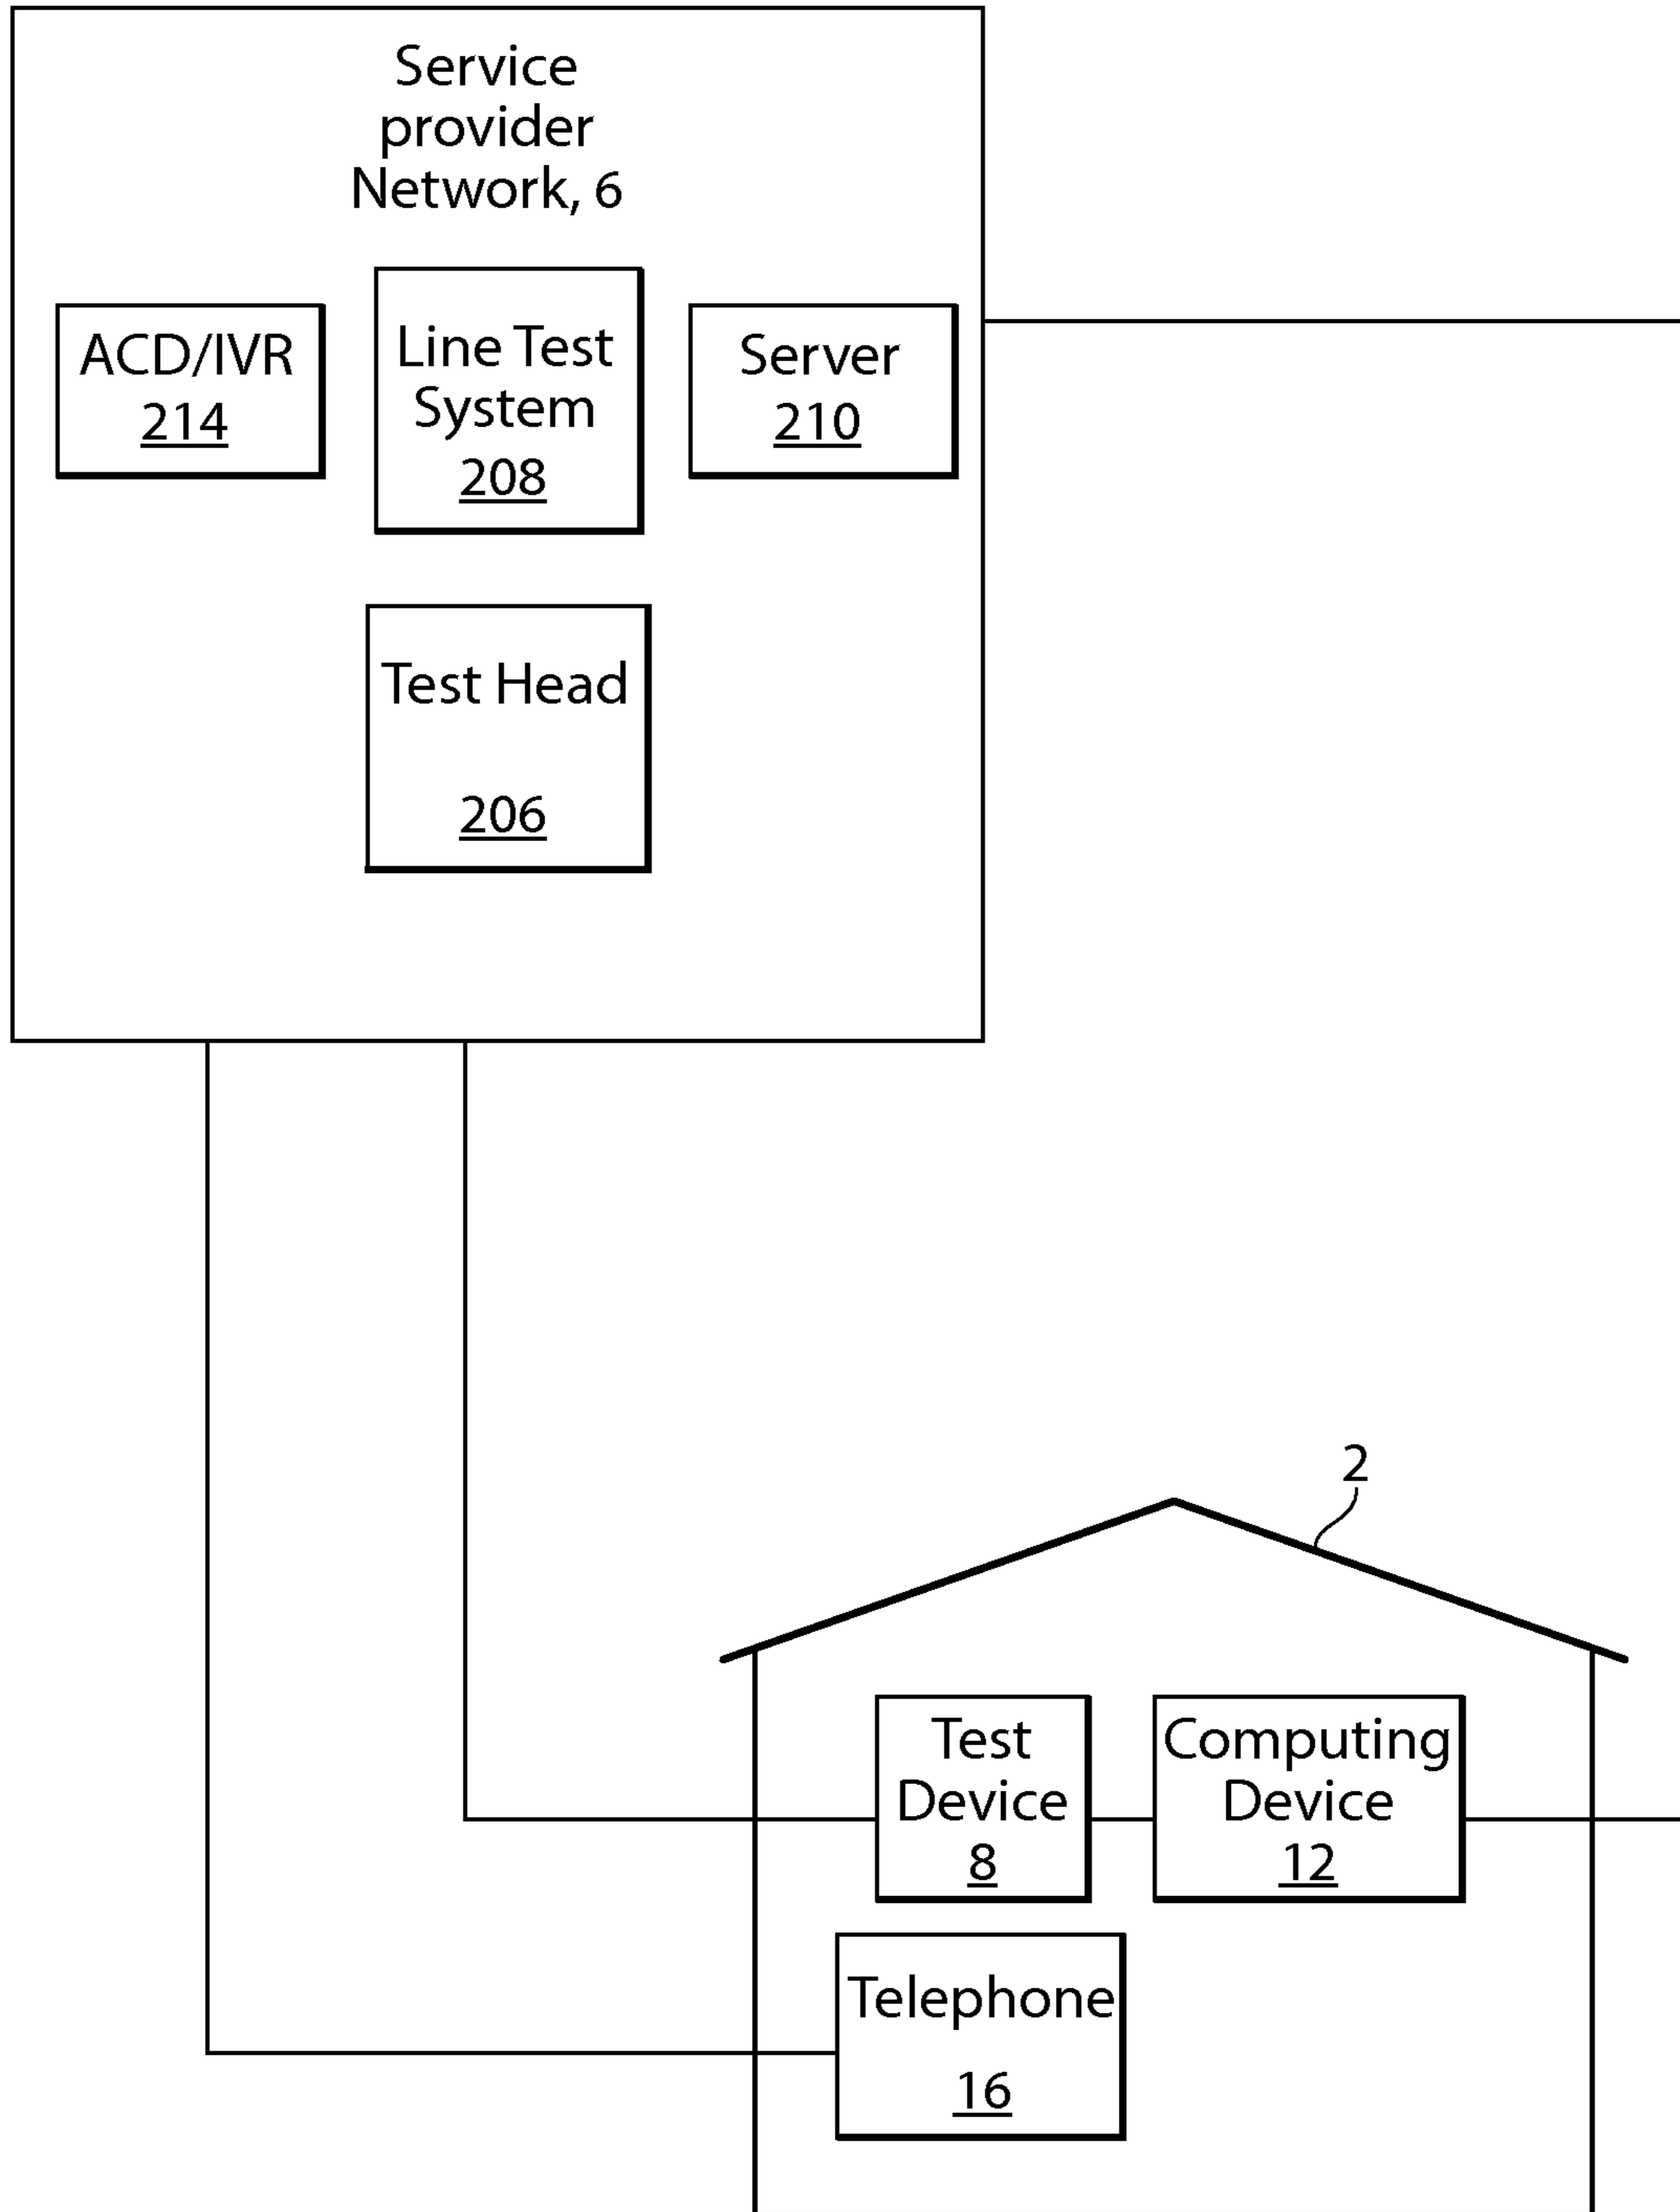 Service
provider
Network, 6
ACD/IVR
214
Line Test
System
208
Server
210
Test Head
206
2
Test
Device
8
Computing
Device
12
Telephone
16